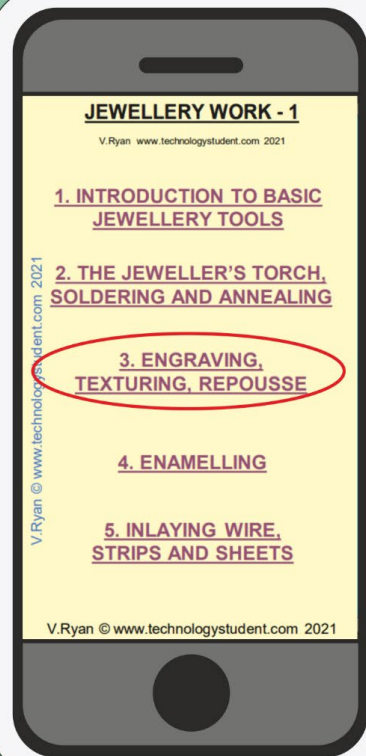 JEWELLERY WORK - 1
V.Ryan www.technologystudent.com 2021
1. INTRODUCTION TO BASIC
JEWELLERY TOOLS
2. THE JEWELLER'S TORCH,
SOLDERING AND ANNEALING
3. ENGRAVING,
TEXTURING, REPOUSSE
4. ENAMELLING
5. INLAYING WIRE,
STRIPS AND SHEETS
V.Ryan © www.technologystudent.com 2021
V.Ryan © www.technologystudent.com 2021